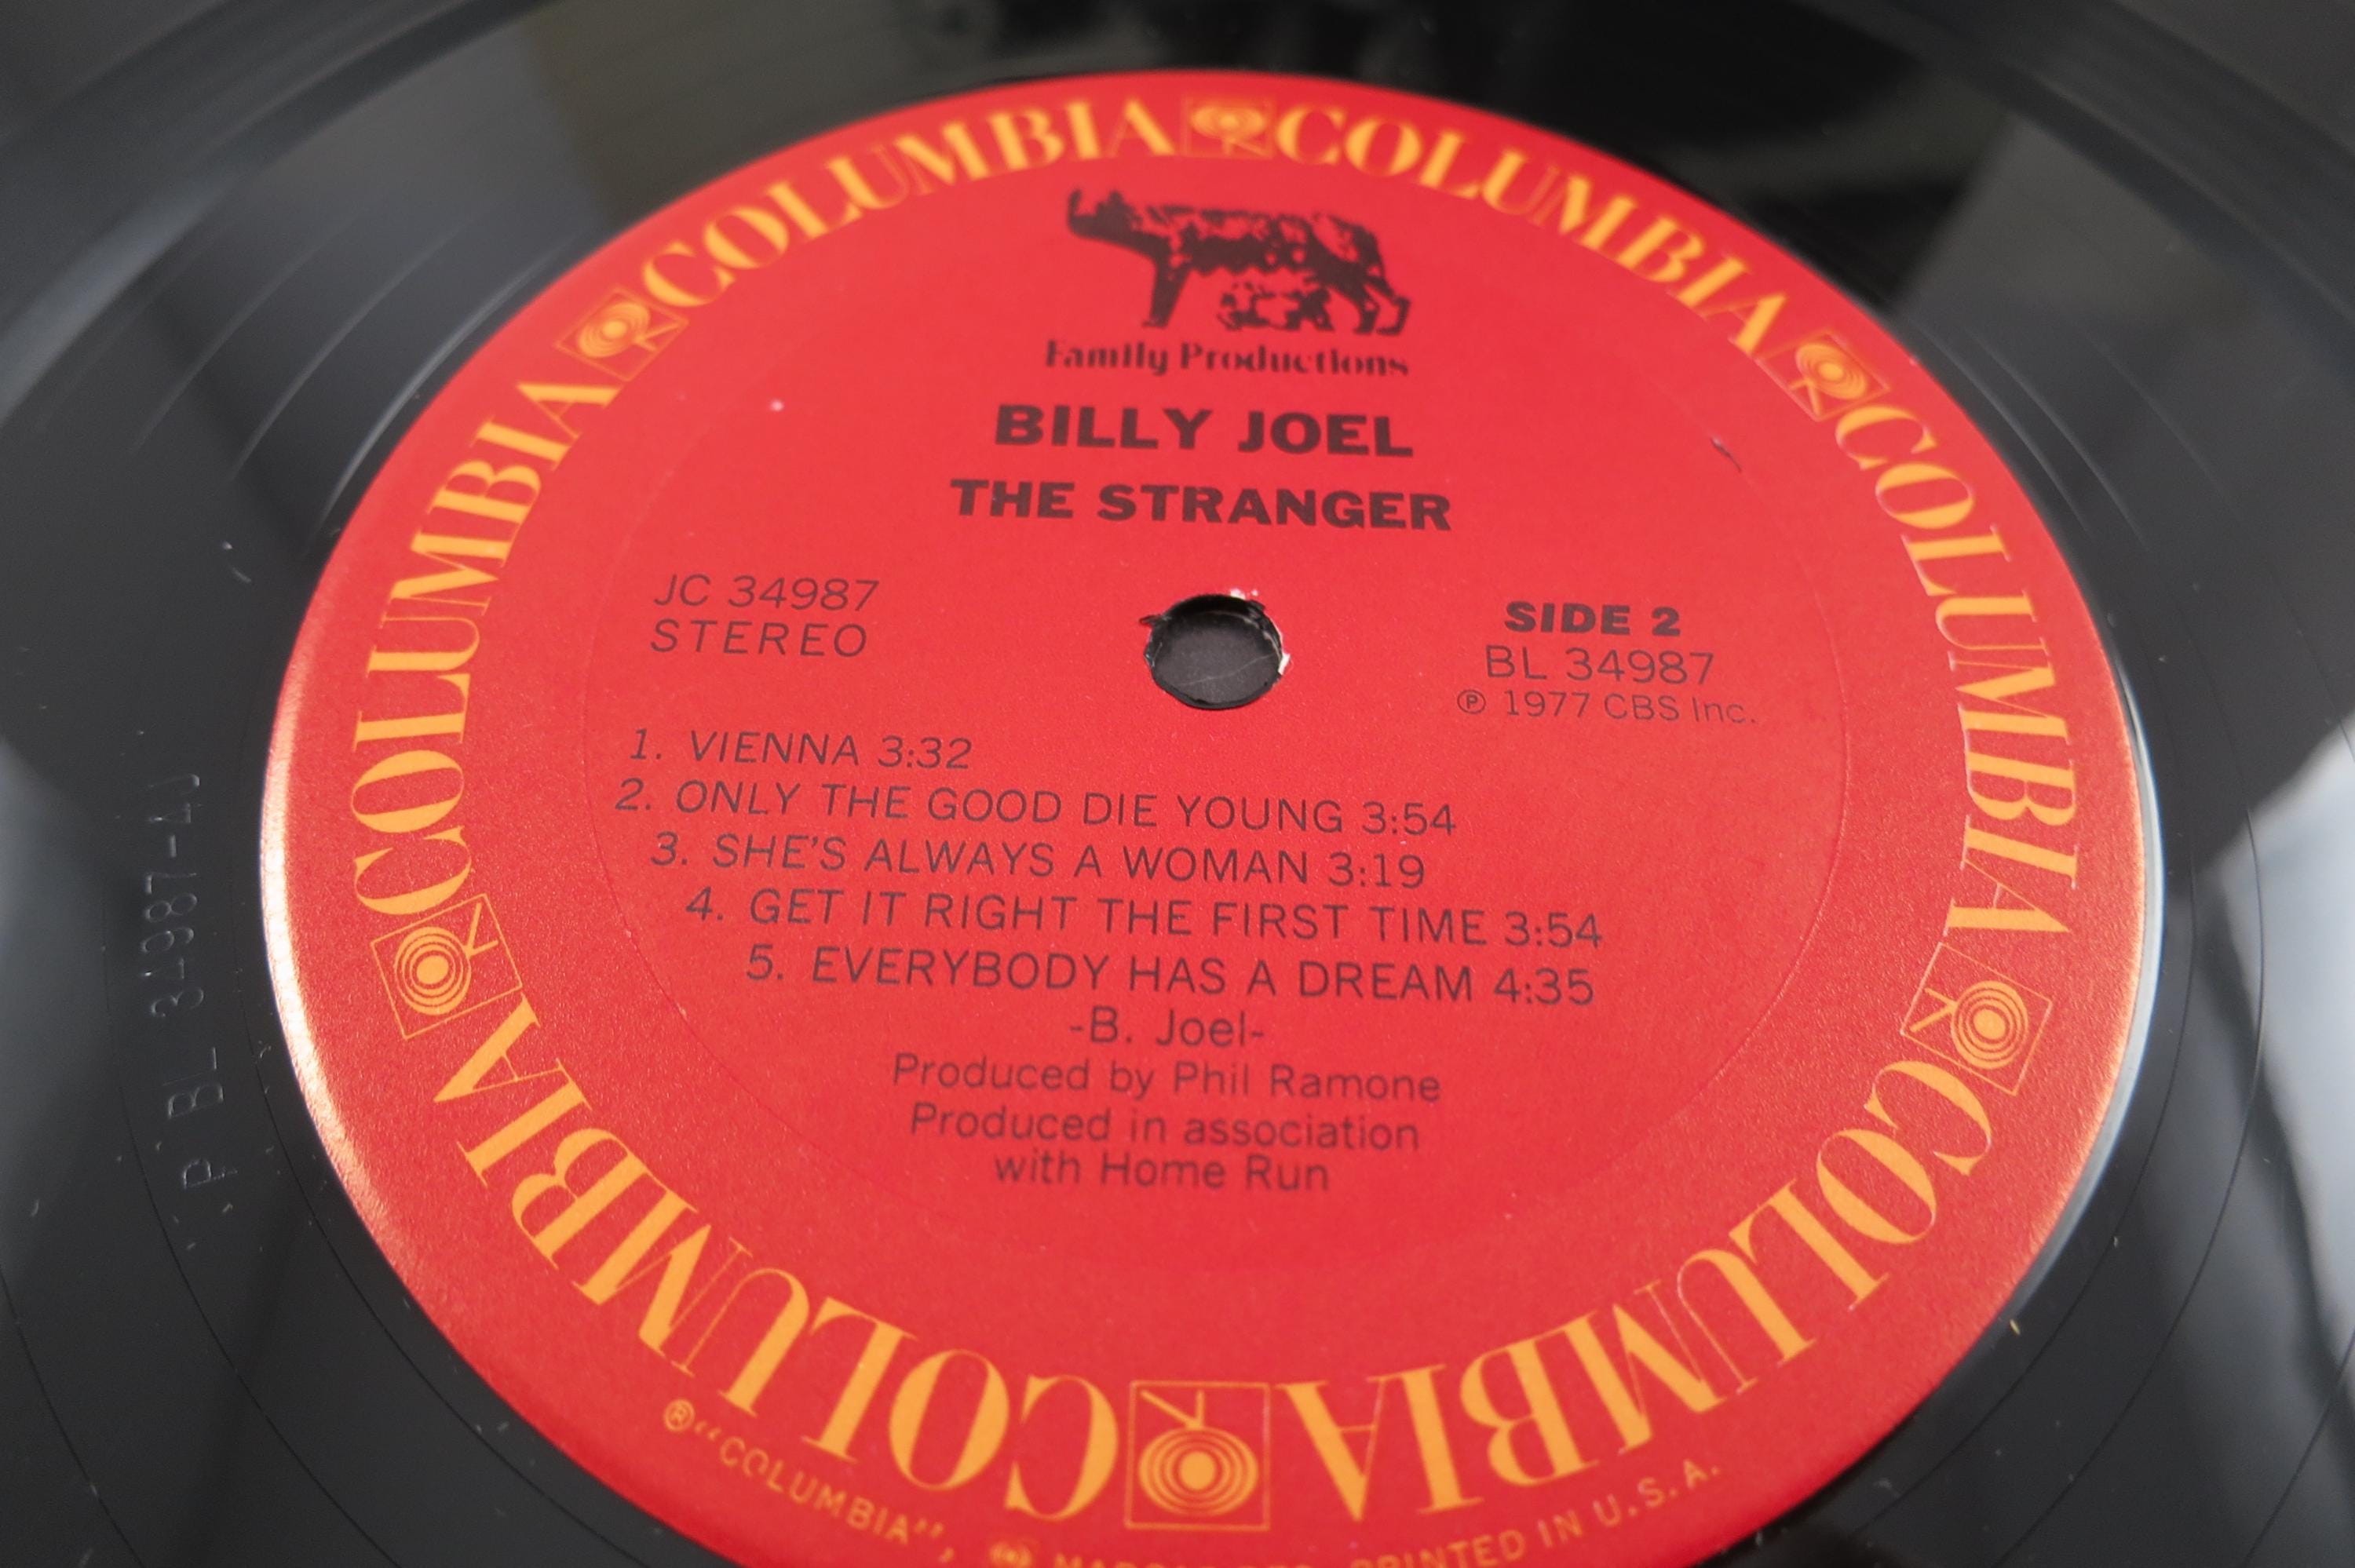 COLUMBIA COLUMBIA COLUMBIA COLUMBIA COLUMBIA COLUMBIA
Family Productions
BILLY JOEL
THE STRANGER
JC 34987
STEREO
SIDE 2
BL 34987
℗ 1977 CBS Inc.
1. VIENNA 3:32
2. ONLY THE GOOD DIE YOUNG 3:54
3. SHE'S ALWAYS A WOMAN 3:19
4. GET IT RIGHT THE FIRST TIME 3:54
5. EVERYBODY HAS A DREAM 4:35
-B. Joel-
Produced by Phil Ramone
Produced in association
with Home Run
® "COLUMBIA", PRINTED IN U.S.A.
P BL 34987